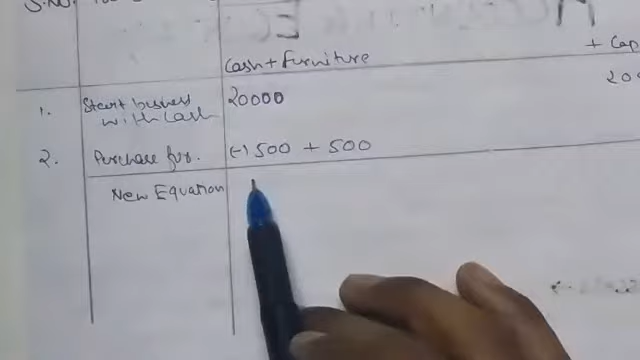 S.No.
Cash + Furniture + Cap
1. Start business 20000 20
with Cash
2. Purchase fur. (-) 500 + 500
New Equation